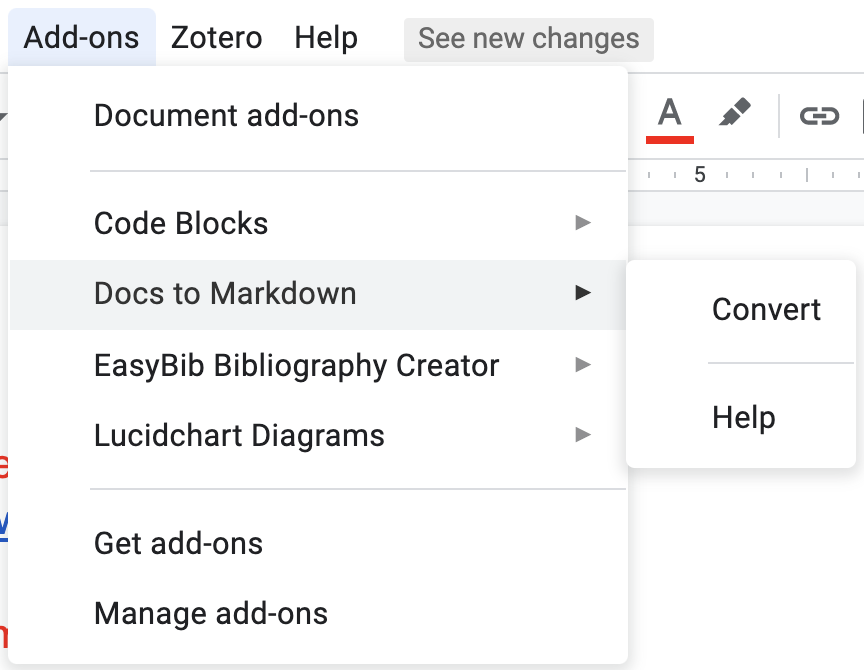 Add-ons Zotero Help See new changes
A
5
Document add-ons
Code Blocks
Docs to Markdown
Convert
EasyBib Bibliography Creator
Help
Lucidchart Diagrams
Get add-ons
Manage add-ons